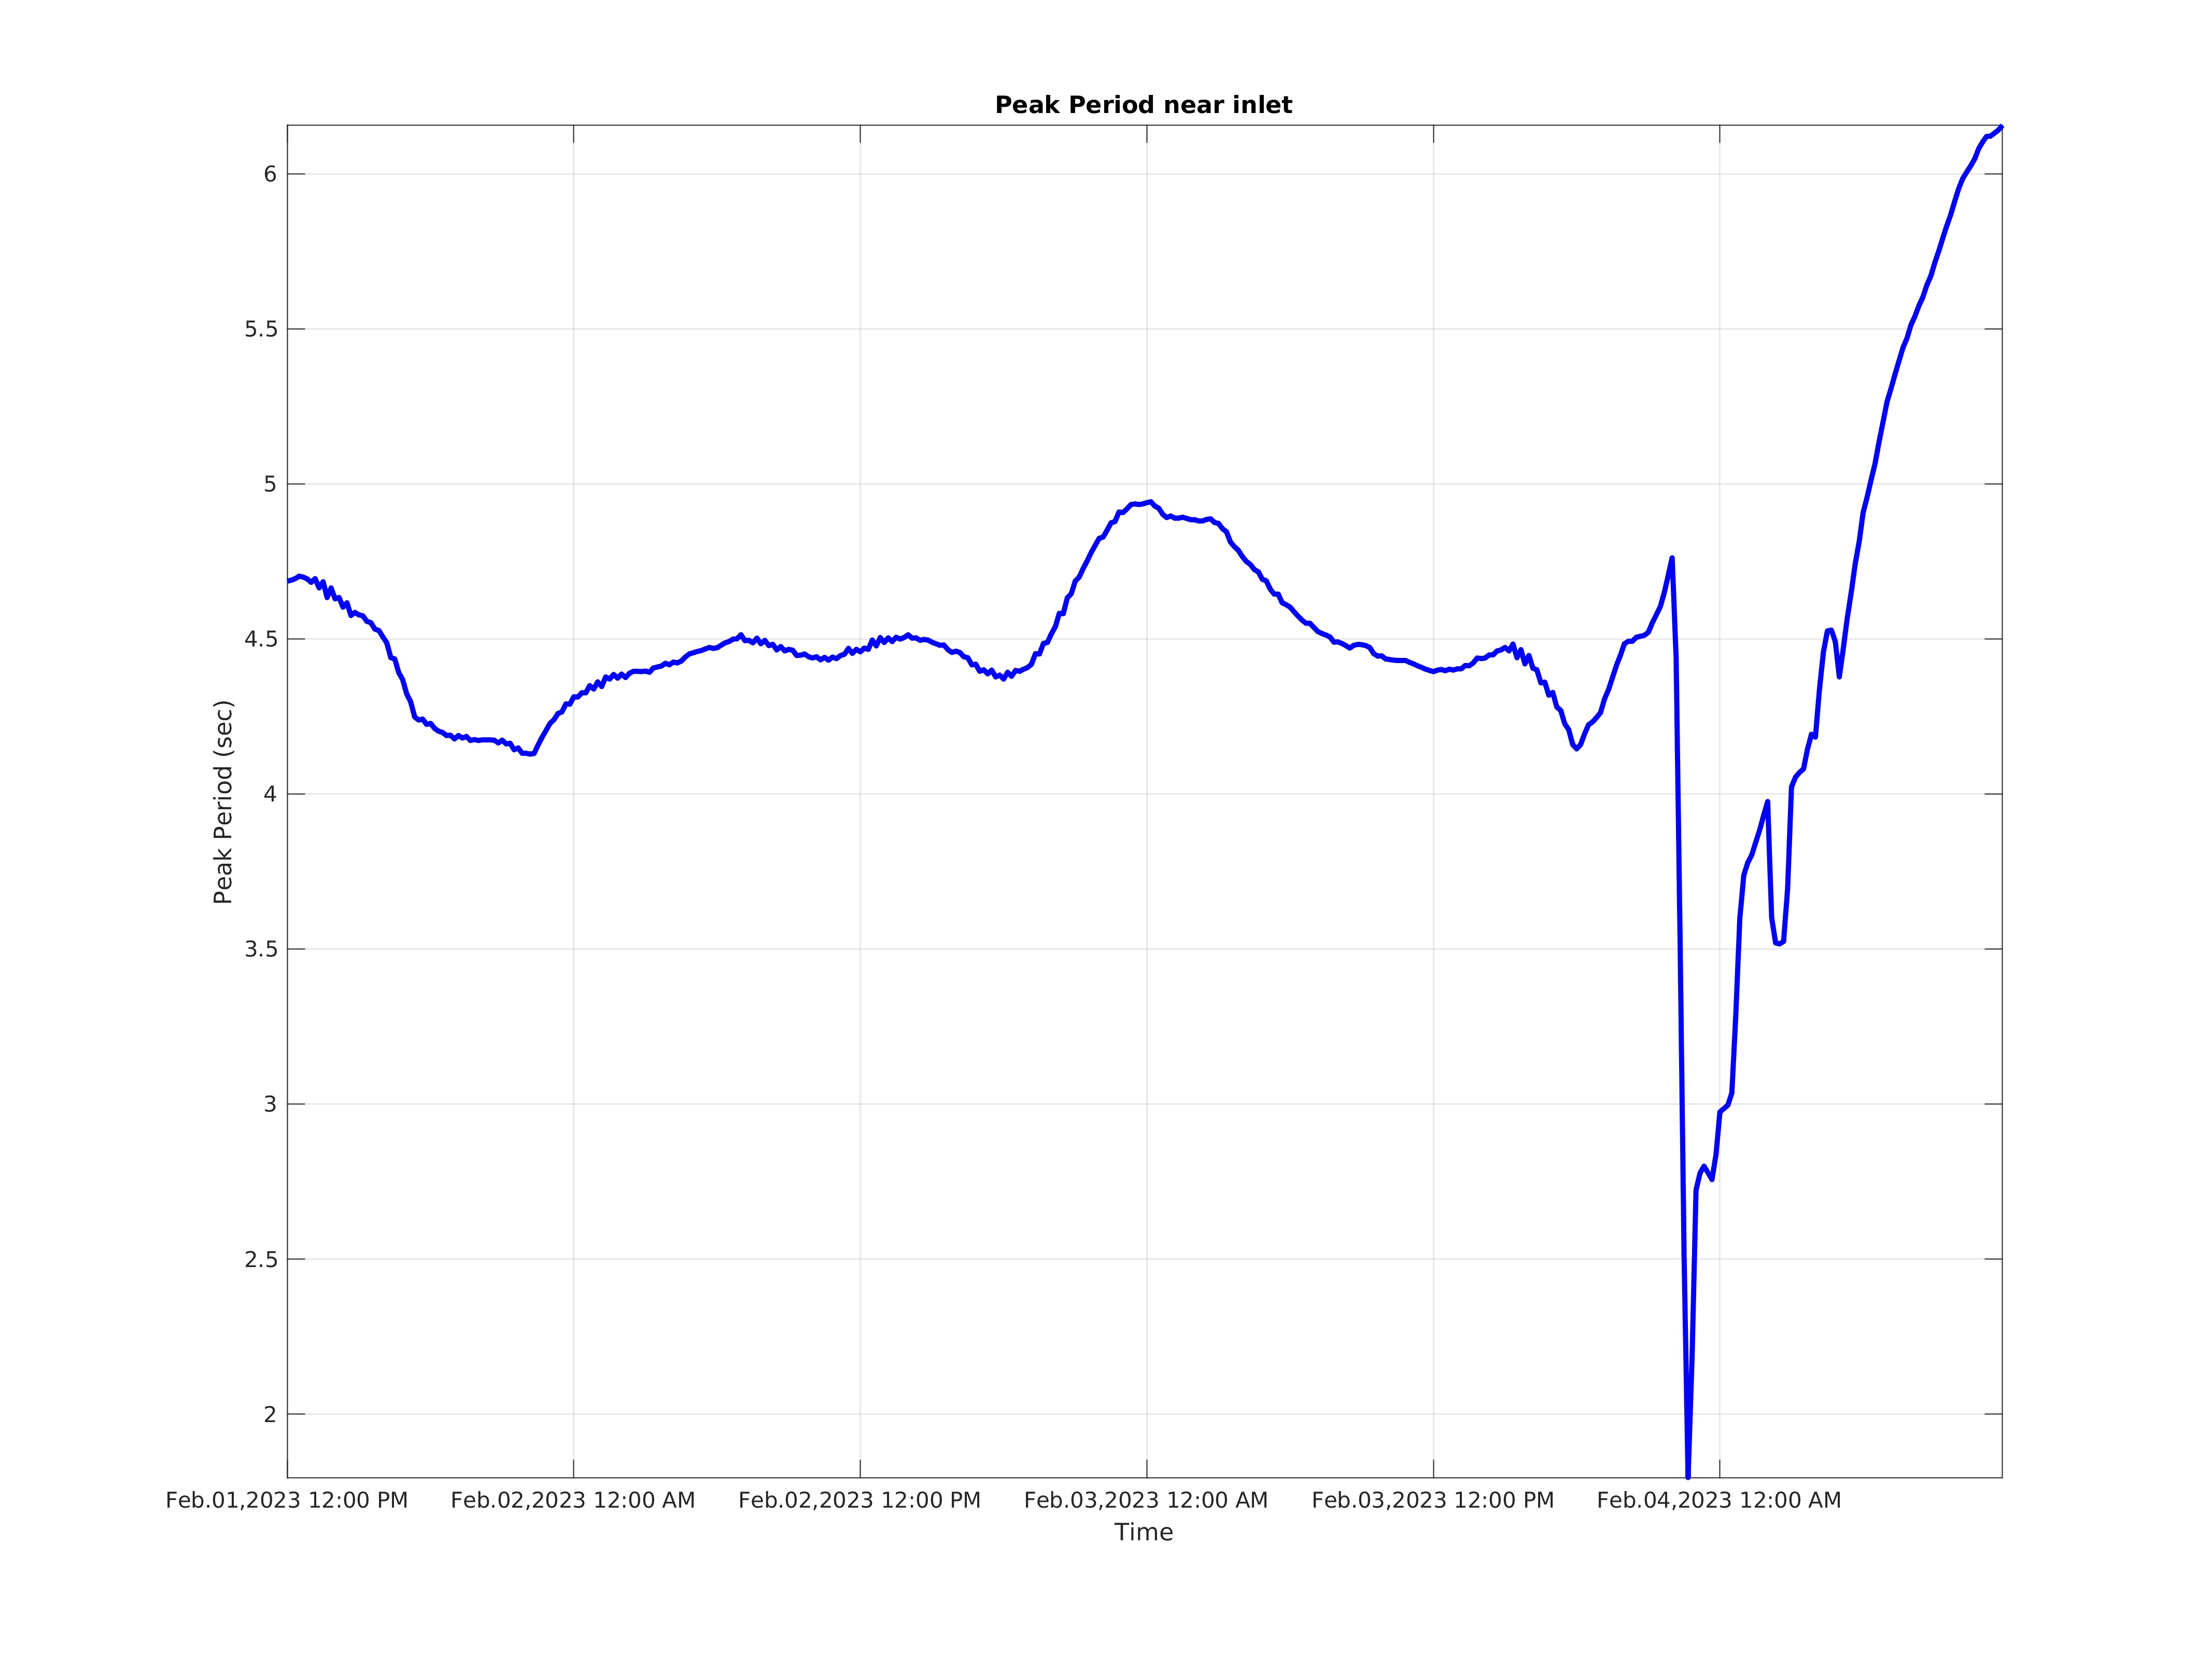 Peak Period near inlet
6
5.5
5
4.5
4
3.5
3
2.5
2
Peak Period (sec)
Feb.01,2023 12:00 PM
Feb.02,2023 12:00 AM
Feb.02,2023 12:00 PM
Feb.03,2023 12:00 AM
Feb.03,2023 12:00 PM
Feb.04,2023 12:00 AM
Time